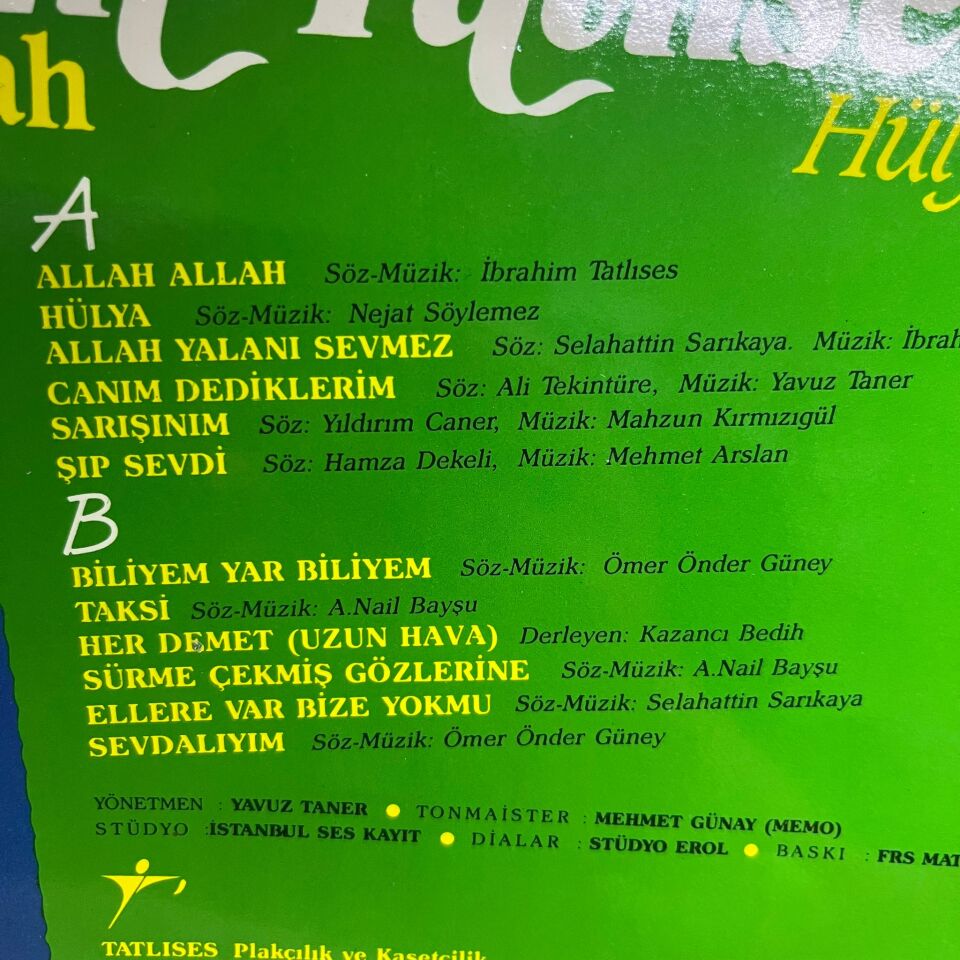 ah
Hül
A
ALLAH ALLAH Söz-Müzik: İbrahim Tatlıses
HÜLYA Söz-Müzik: Nejat Söylemez
ALLAH YALANI SEVMEZ Söz: Selahattin Sarıkaya. Müzik: İbrah
CANIM DEDİKLERİM Söz: Ali Tekintüre, Müzik: Yavuz Taner
SARIŞINIM Söz: Yıldırım Caner, Müzik: Mahzun Kırmızıgül
ŞIP SEVDİ Söz: Hamza Dekeli, Müzik: Mehmet Arslan
B
BİLİYEM YAR BİLİYEM Söz-Müzik: Ömer Önder Güney
TAKSİ Söz-Müzik: A.Nail Bayşu
HER DEMET (UZUN HAVA) Derleyen: Kazancı Bedih
SÜRME ÇEKMİŞ GÖZLERİNE Söz-Müzik: A.Nail Bayşu
ELLERE VAR BİZE YOKMU Söz-Müzik: Selahattin Sarıkaya
SEVDALIYIM Söz-Müzik: Ömer Önder Güney
YÖNETMEN : YAVUZ TANER ● TONMAİSTER : MEHMET GÜNAY (MEMO)
STÜDYO :İSTANBUL SES KAYIT ● DİALAR : STÜDYO EROL ● BASKI : FRS MAT
TATLISES Plakçılık ve Kasetçilik